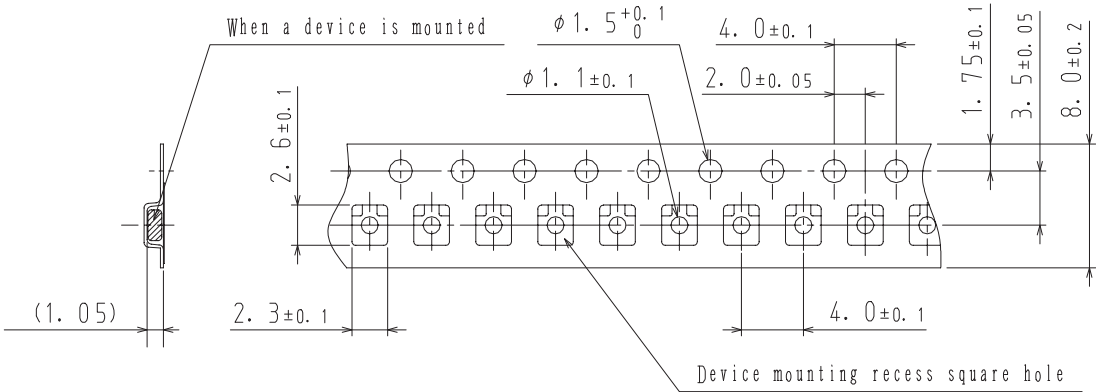 When a device is mounted
φ1.5+0.1 0
4.0±0.1
φ1.1±0.1
2.0±0.05
1.75±0.1
3.5±0.05
8.0±0.2
2.6±0.1
(1.05)
2.3±0.1
4.0±0.1
Device mounting recess square hole